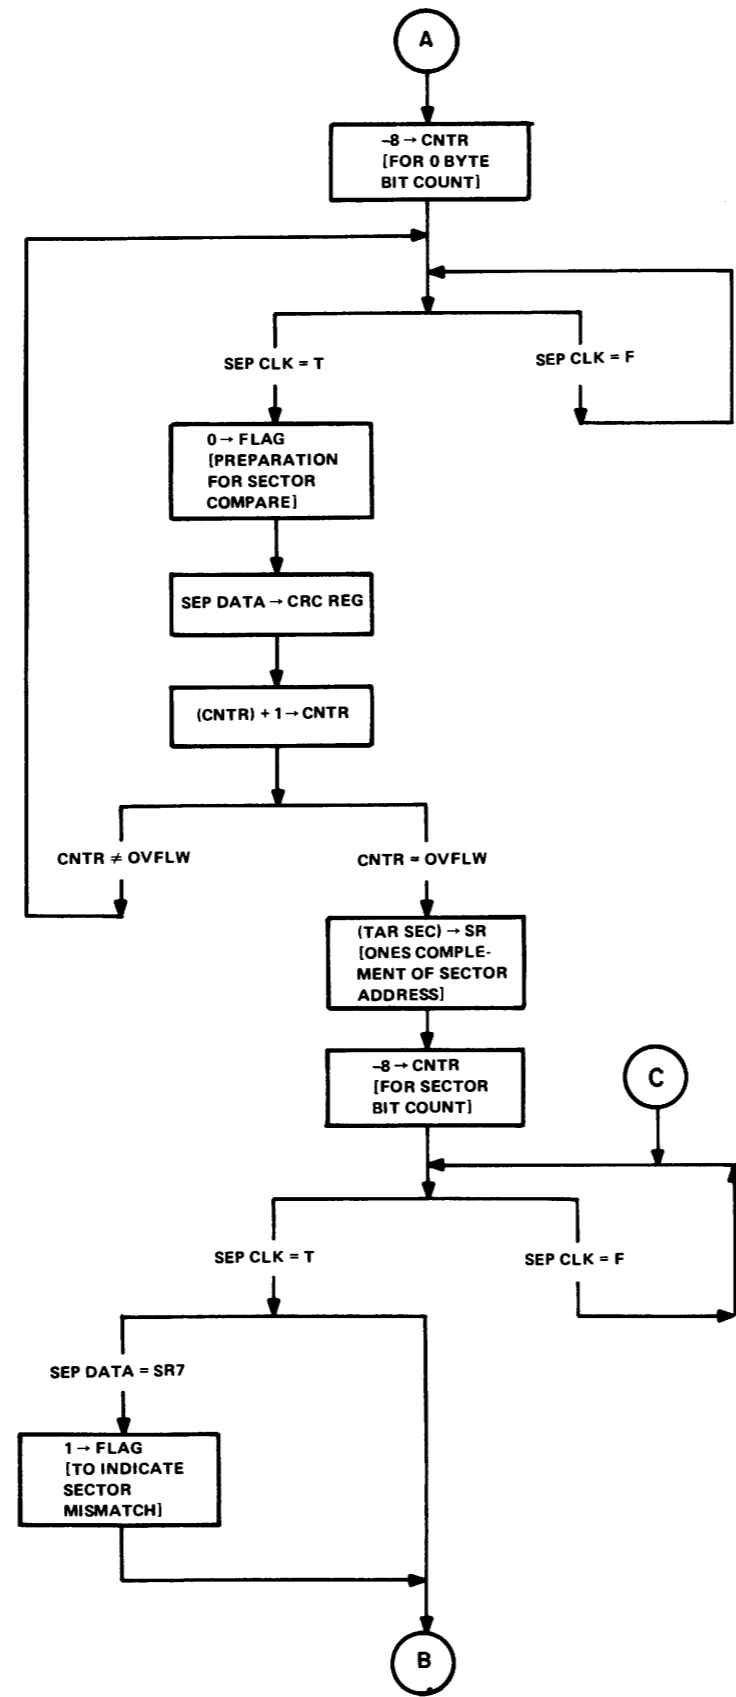 A
–8 → CNTR
[FOR 0 BYTE
BIT COUNT]
SEP CLK = T
SEP CLK = F
0 → FLAG
[PREPARATION
FOR SECTOR
COMPARE]
SEP DATA → CRC REG
(CNTR) + 1 → CNTR
CNTR ≠ OVFLW
CNTR = OVFLW
(TAR SEC) → SR
[ONES COMPLE-
MENT OF SECTOR
ADDRESS]
–8 → CNTR
[FOR SECTOR
BIT COUNT]
C
SEP CLK = T
SEP CLK = F
SEP DATA = SR7
1 → FLAG
[TO INDICATE
SECTOR
MISMATCH]
B